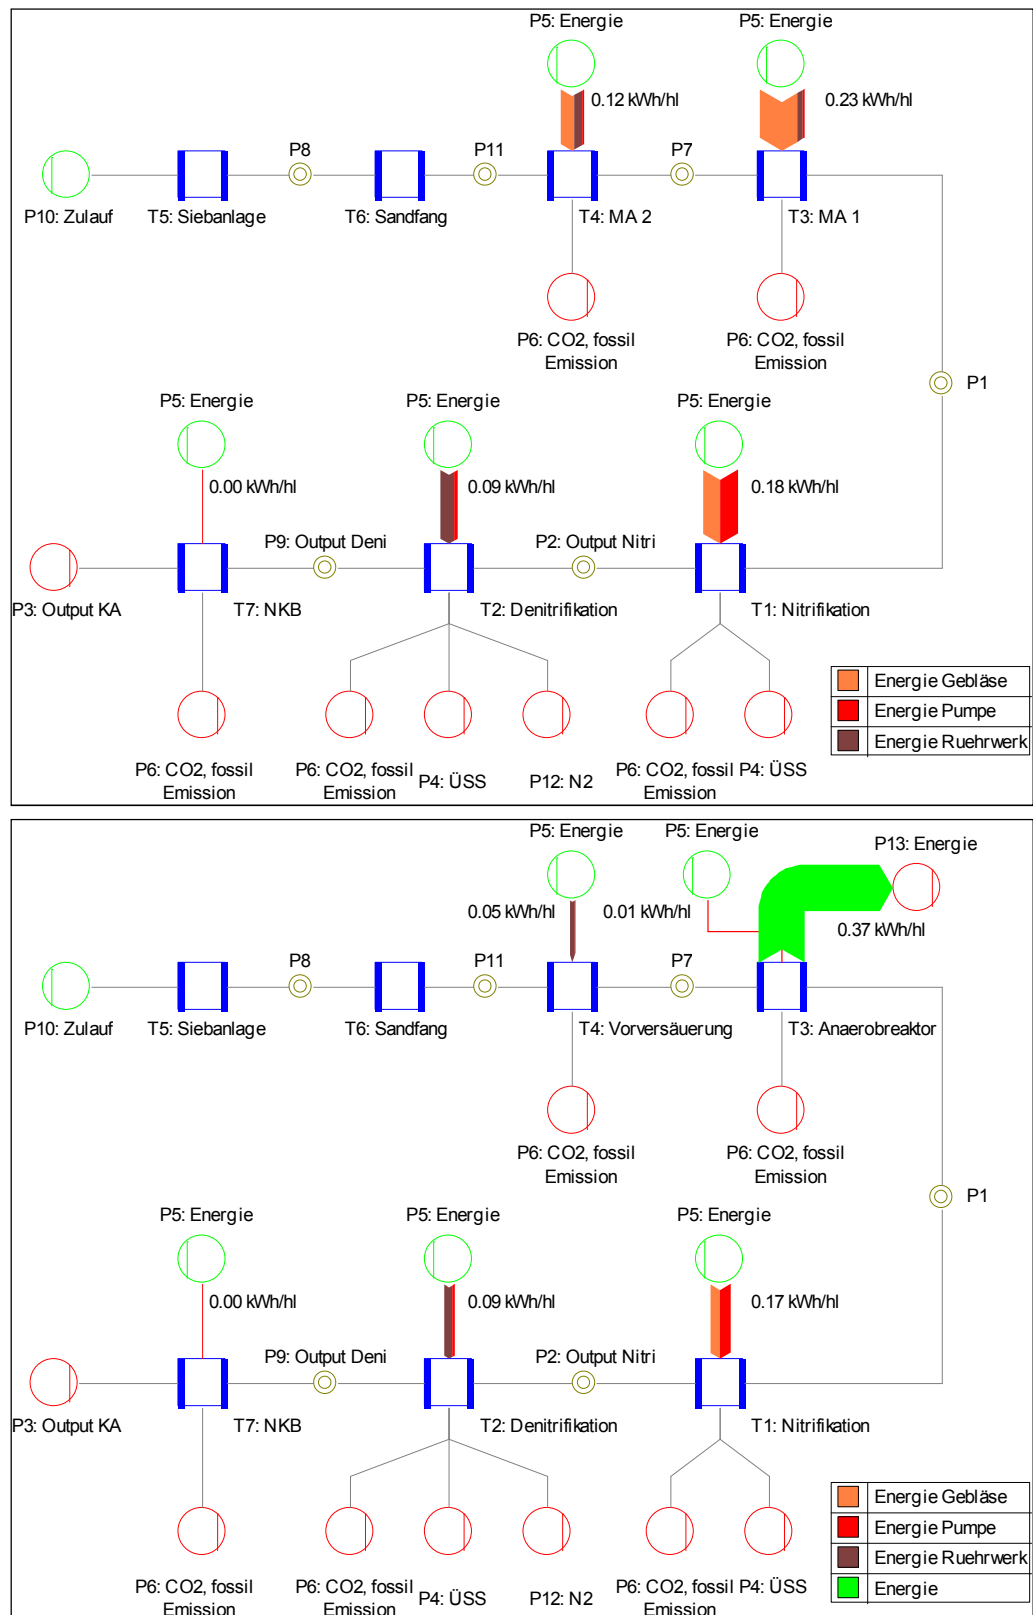 P5: Energie
P5: Energie
0.12 kWh/hl
0.23 kWh/hl
P8
P11
P7
P10: Zulauf
T5: Siebanlage
T6: Sandfang
T4: MA 2
T3: MA 1
P6: CO2, fossil
Emission
P6: CO2, fossil
Emission
P1
P5: Energie
P5: Energie
P5: Energie
0.00 kWh/hl
0.09 kWh/hl
0.18 kWh/hl
P9: Output Deni
P2: Output Nitri
P3: Output KA
T7: NKB
T2: Denitrifikation
T1: Nitrifikation
Energie Gebläse
Energie Pumpe
Energie Ruehrwerk
P6: CO2, fossil
Emission
P6: CO2, fossil
Emission
P4: ÜSS
P12: N2
P6: CO2, fossil
Emission
P4: ÜSS
P5: Energie
P5: Energie
P13: Energie
0.05 kWh/hl
0.01 kWh/hl
0.37 kWh/hl
P8
P11
P7
P10: Zulauf
T5: Siebanlage
T6: Sandfang
T4: Vorversäuerung
T3: Anaerobreaktor
P6: CO2, fossil
Emission
P6: CO2, fossil
Emission
P1
P5: Energie
P5: Energie
P5: Energie
0.00 kWh/hl
0.09 kWh/hl
0.17 kWh/hl
P9: Output Deni
P2: Output Nitri
P3: Output KA
T7: NKB
T2: Denitrifikation
T1: Nitrifikation
Energie Gebläse
Energie Pumpe
Energie Ruehrwerk
Energie
P6: CO2, fossil
Emission
P6: CO2, fossil
Emission
P4: ÜSS
P12: N2
P6: CO2, fossil
Emission
P4: ÜSS